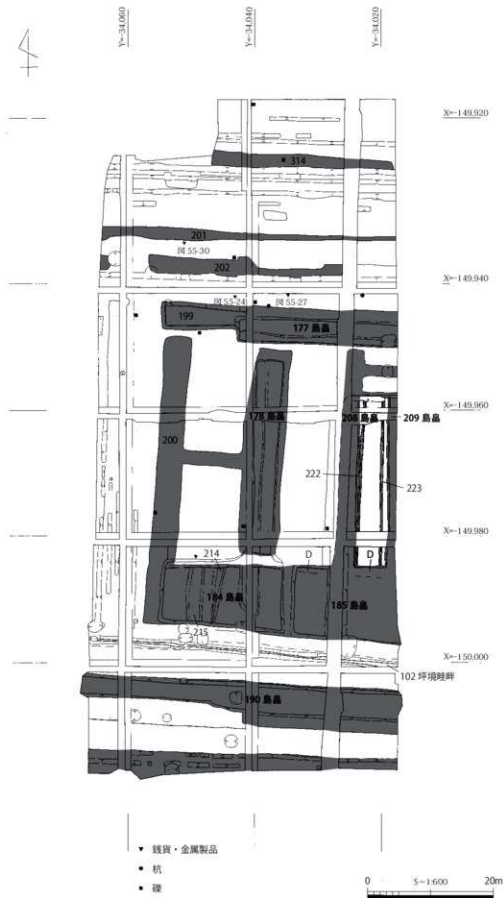 Y=-34,060
Y=-34,040
Y=-34,020
X=-149,920
314
201
図 55-30
202
X=-149,940
図 55-24
図 55-27
199
177 島畠
X=-149,960
178 島畠
208 島畠
209 島畠
200
222
223
X=-149,980
214
D
D
184 島畠
185 島畠
215
X=-150,000
102 坪境畦畔
190 島畠
銭貨・金属製品
杭
礫
0
S=1:600
20m